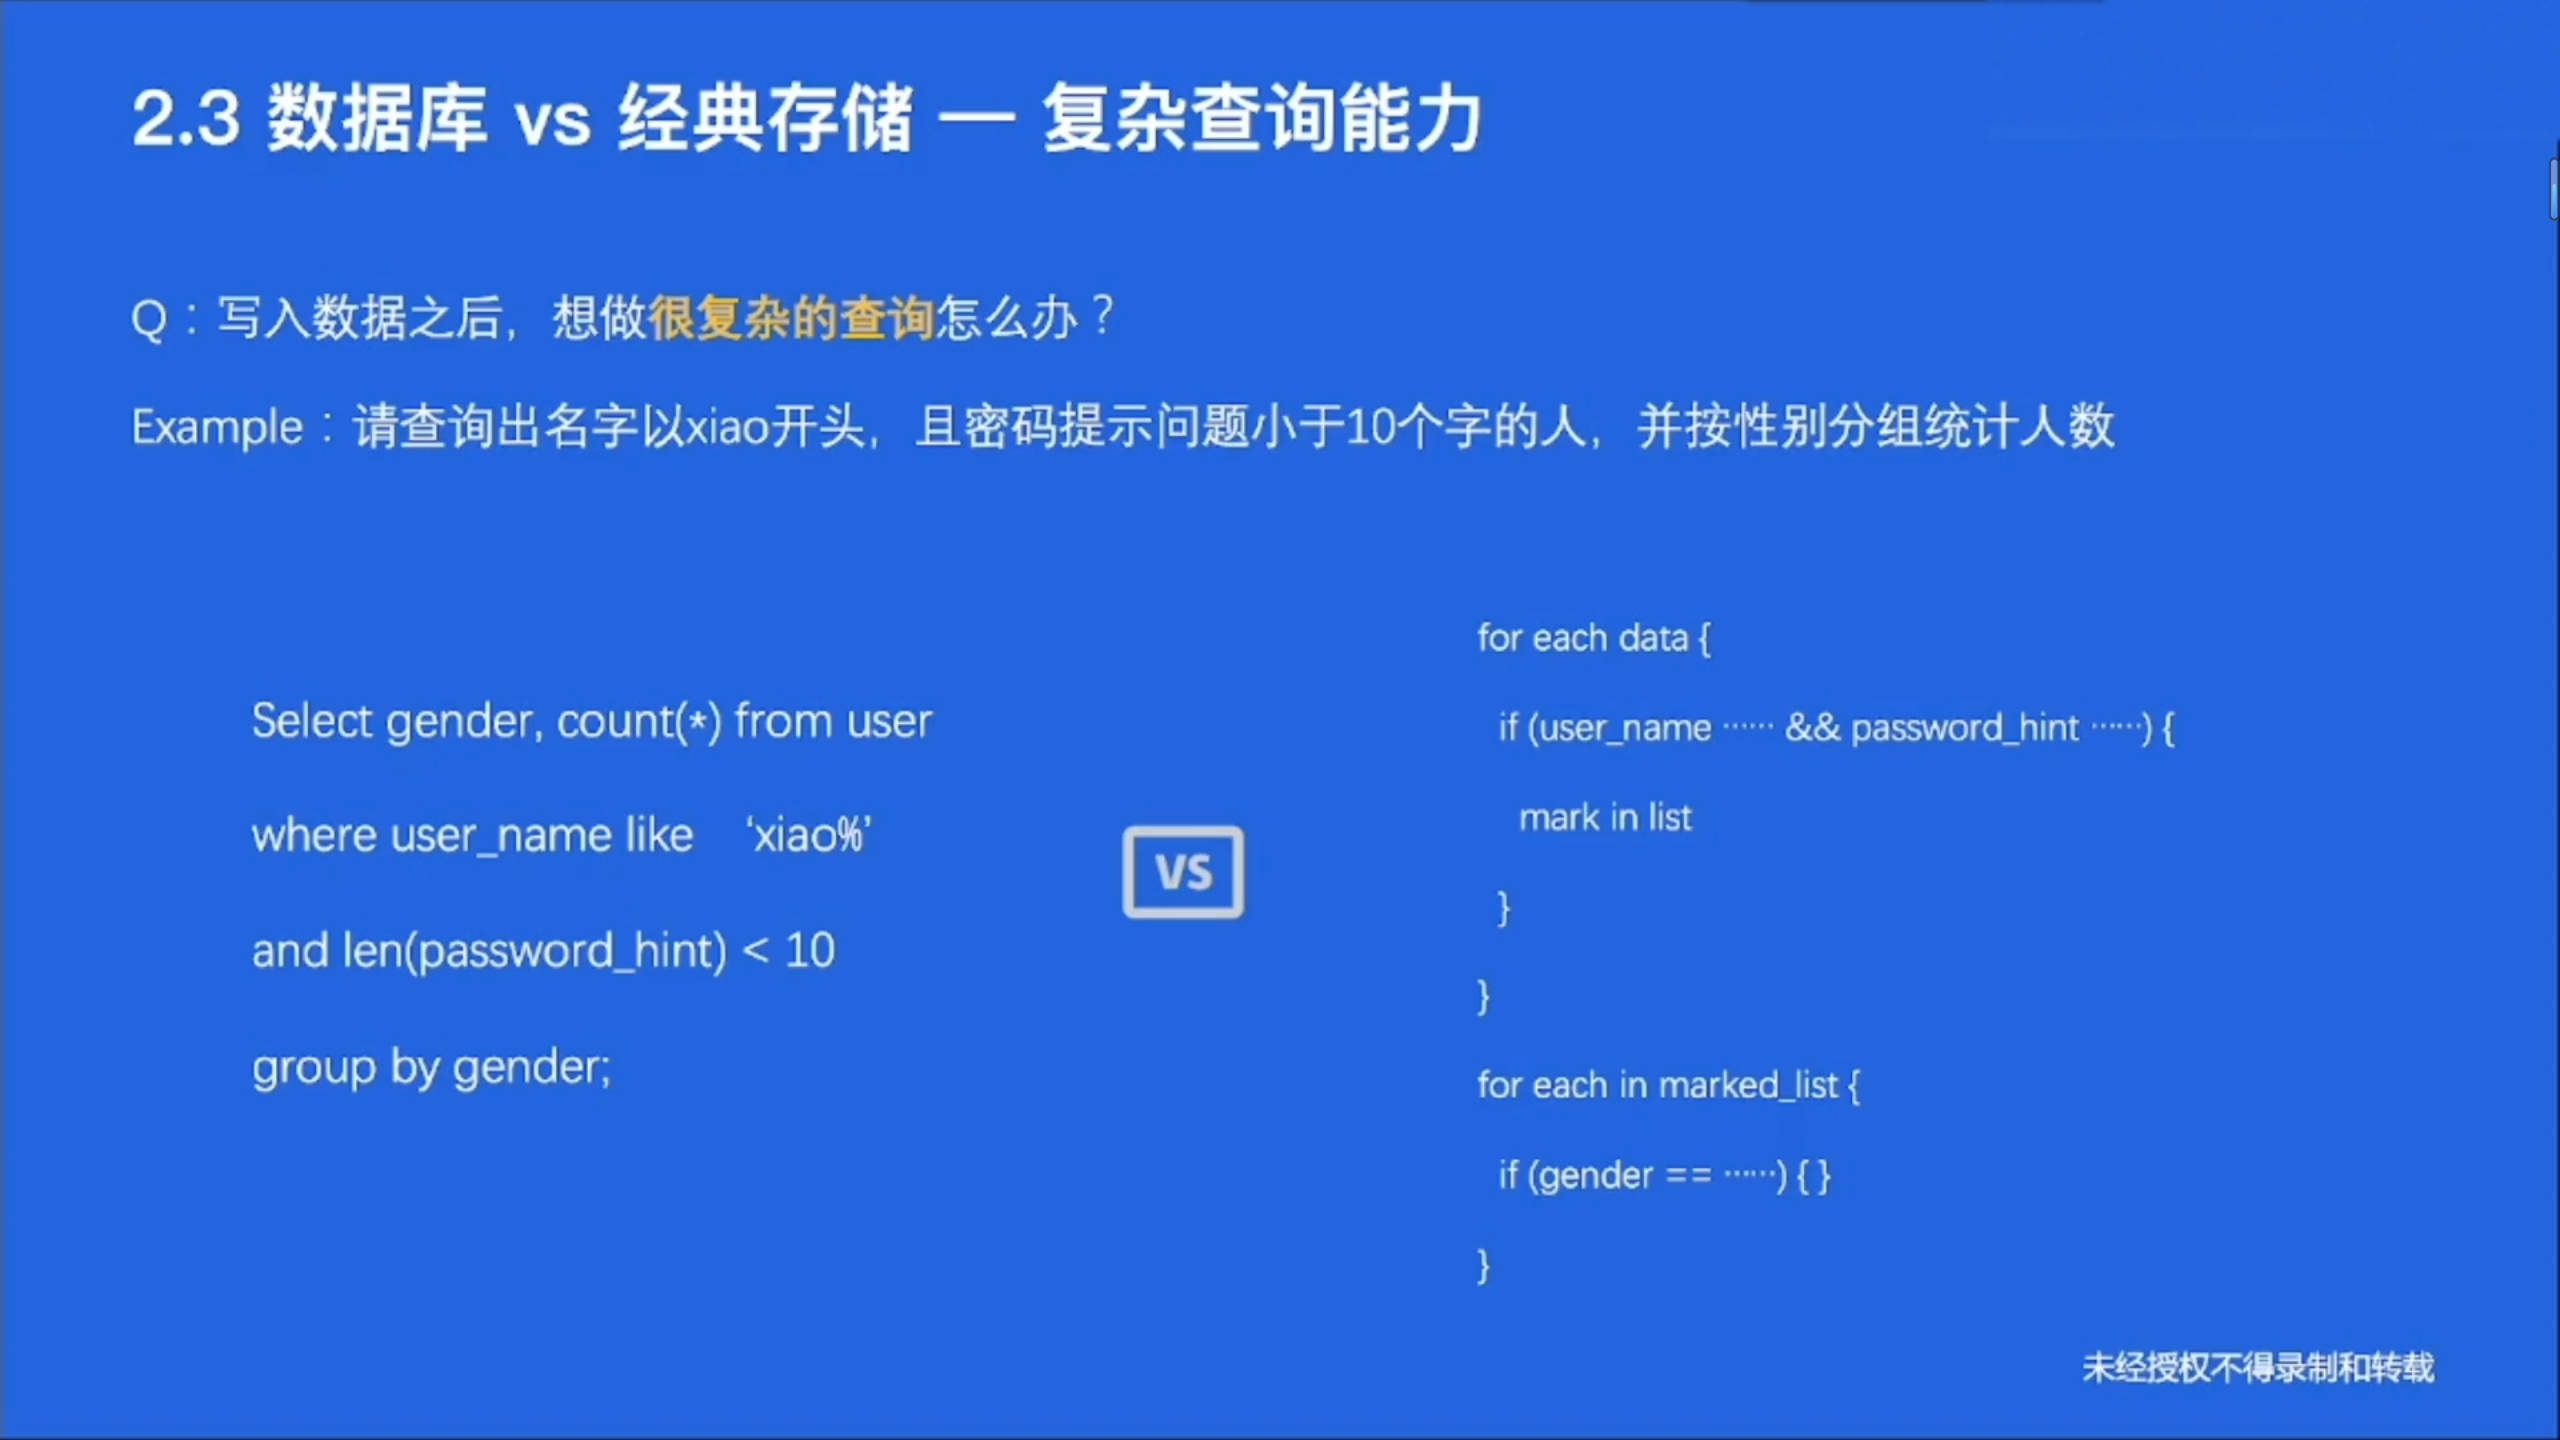 2.3 数据库 vs 经典存储 — 复杂查询能力
Q：写入数据之后，想做很复杂的查询怎么办？
Example：请查询出名字以xiao开头，且密码提示问题小于10个字的人，并按性别分组统计人数
Select gender, count(*) from user
where user_name like ‘xiao%’
and len(password_hint) < 10
group by gender;
VS
for each data {
if (user_name …… && password_hint ……) {
mark in list
}
}
for each in marked_list {
if (gender == ……) { }
}
未经授权不得录制和转载